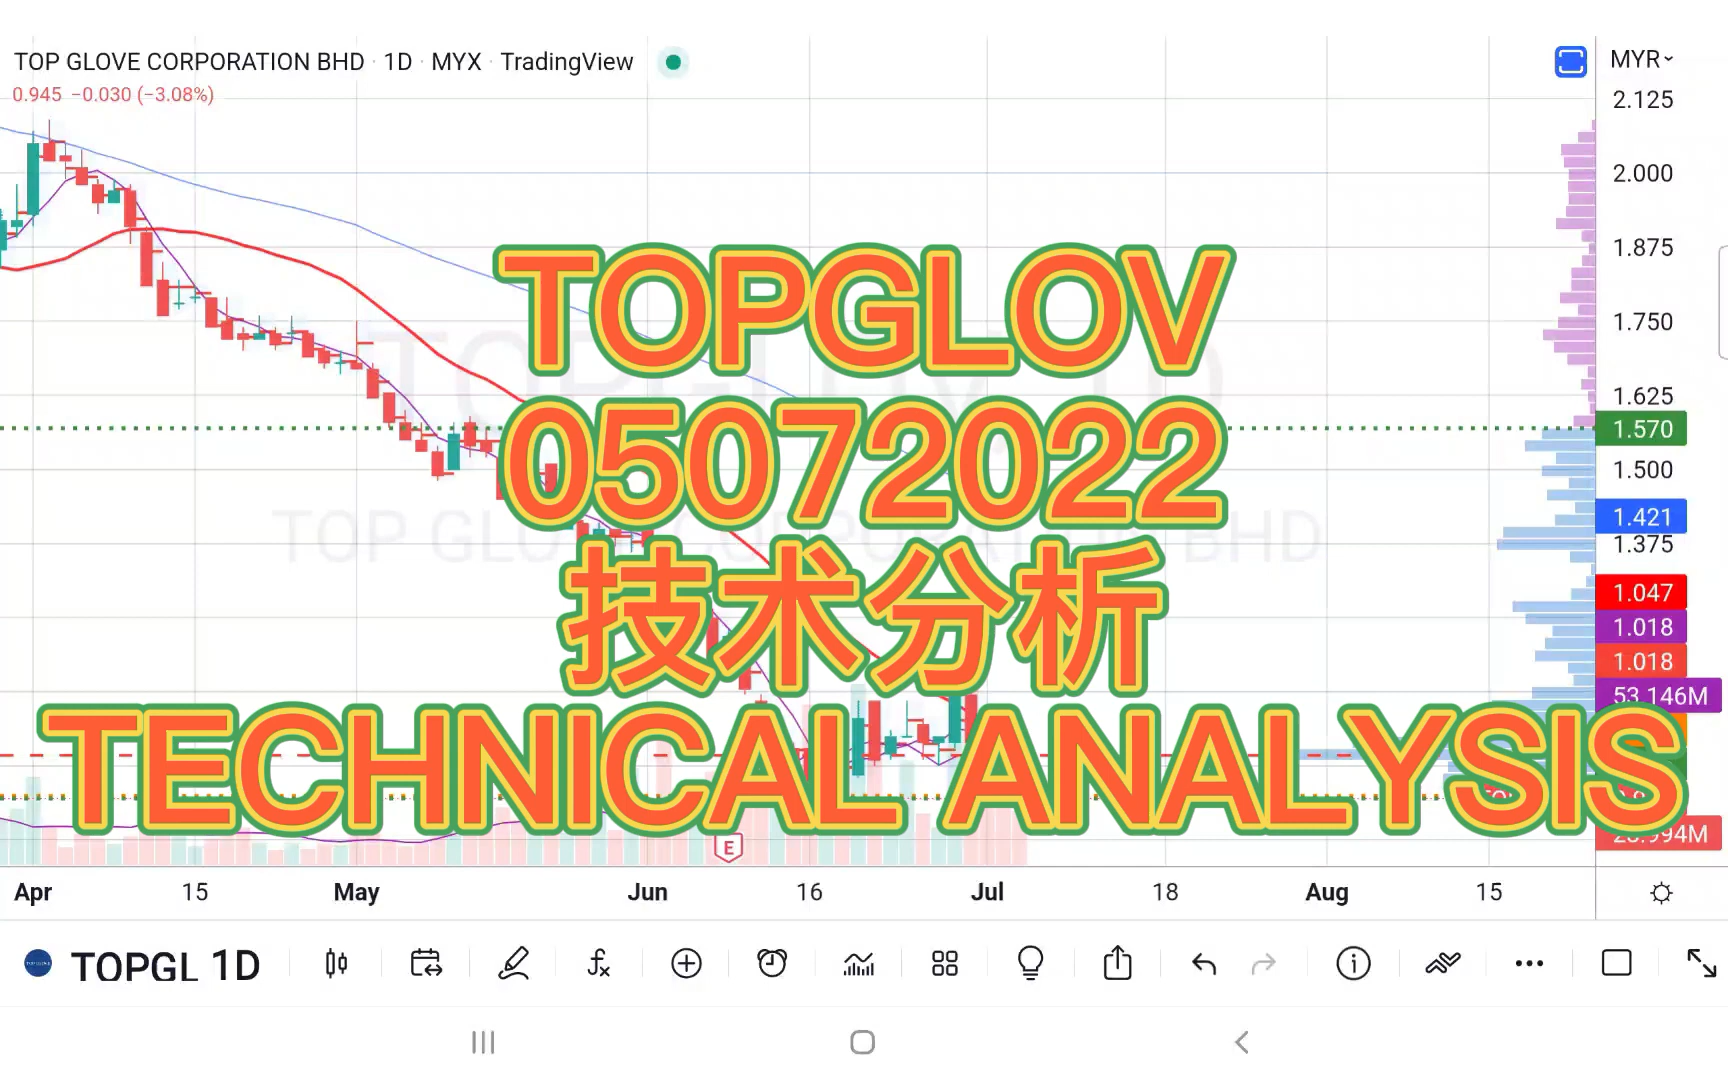 TOP GLOVE CORPORATION BHD · 1D · MYX · TradingView
MYR
0.945 −0.030 (−3.08%)
2.125
2.000
1.875
1.750
1.625
1.570
1.500
1.421
1.375
1.047
1.018
1.018
53.146M
TOPGLOV
05072022
技术分析
TECHNICAL ANALYSIS
E
Apr 15 May Jun 16 Jul 18 Aug 15
TOPGL 1D